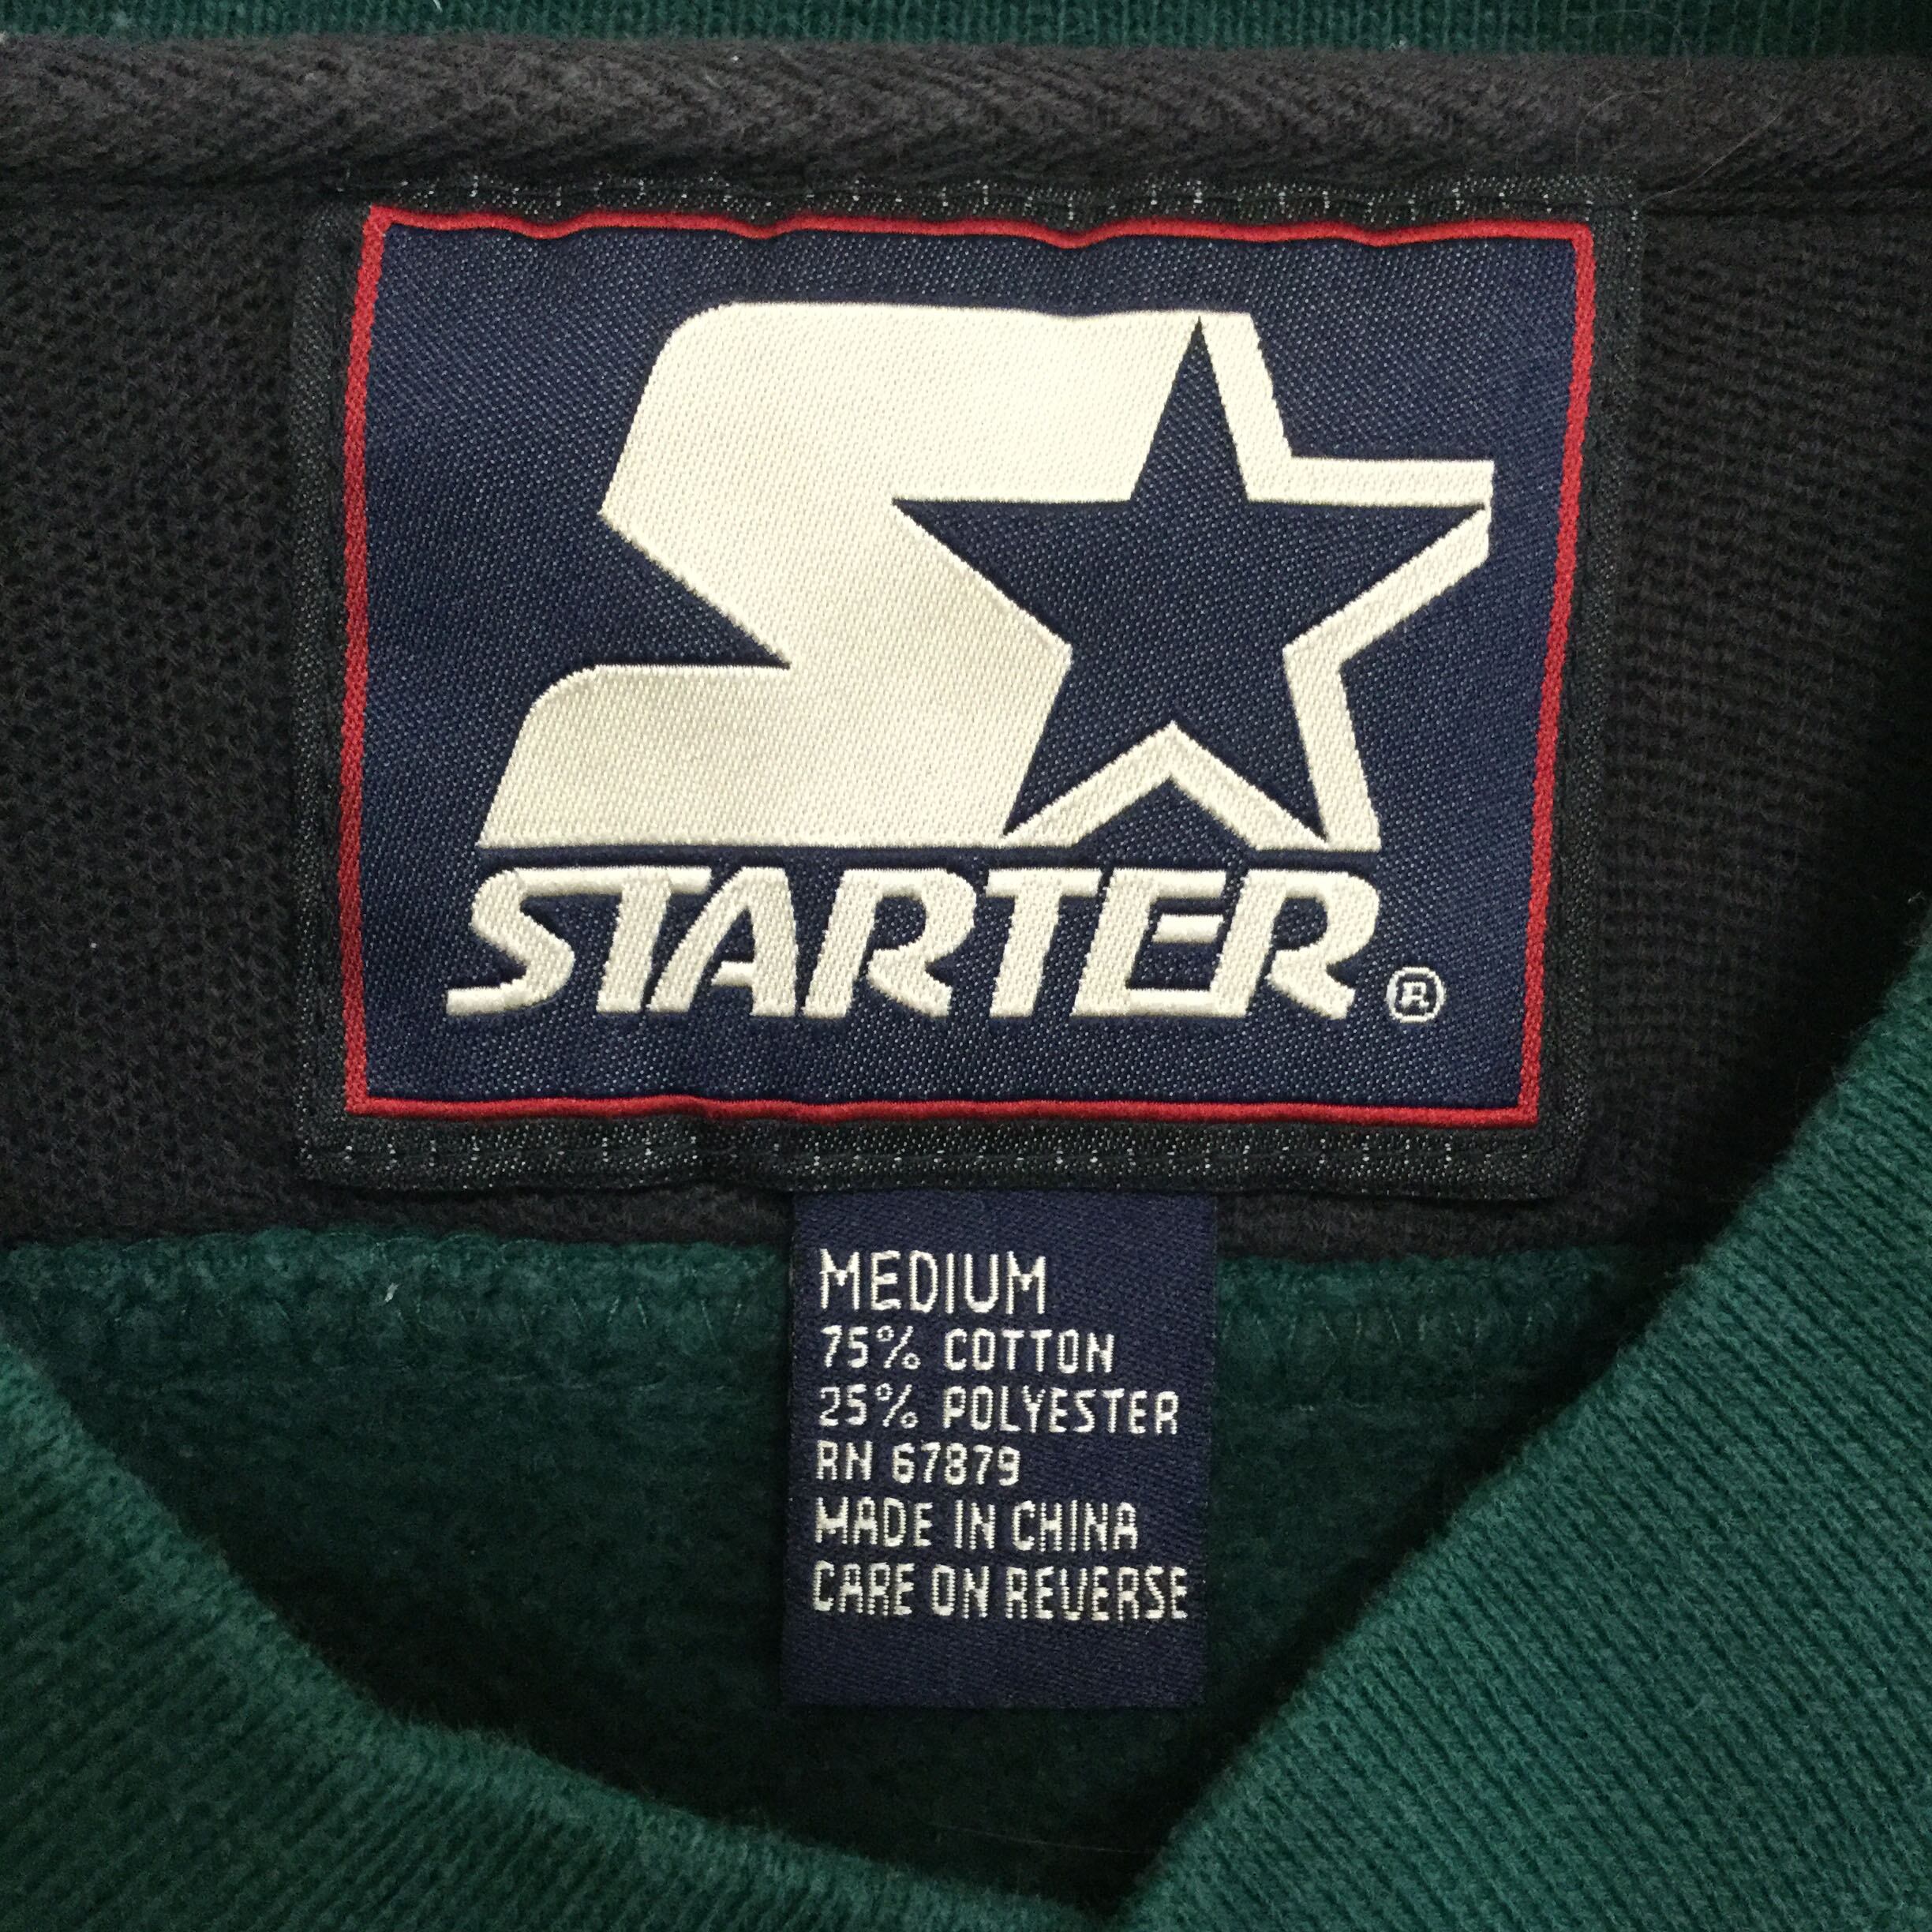 STARTER®
MEDIUM
75% COTTON
25% POLYESTER
RN 67879
MADE IN CHINA
CARE ON REVERSE